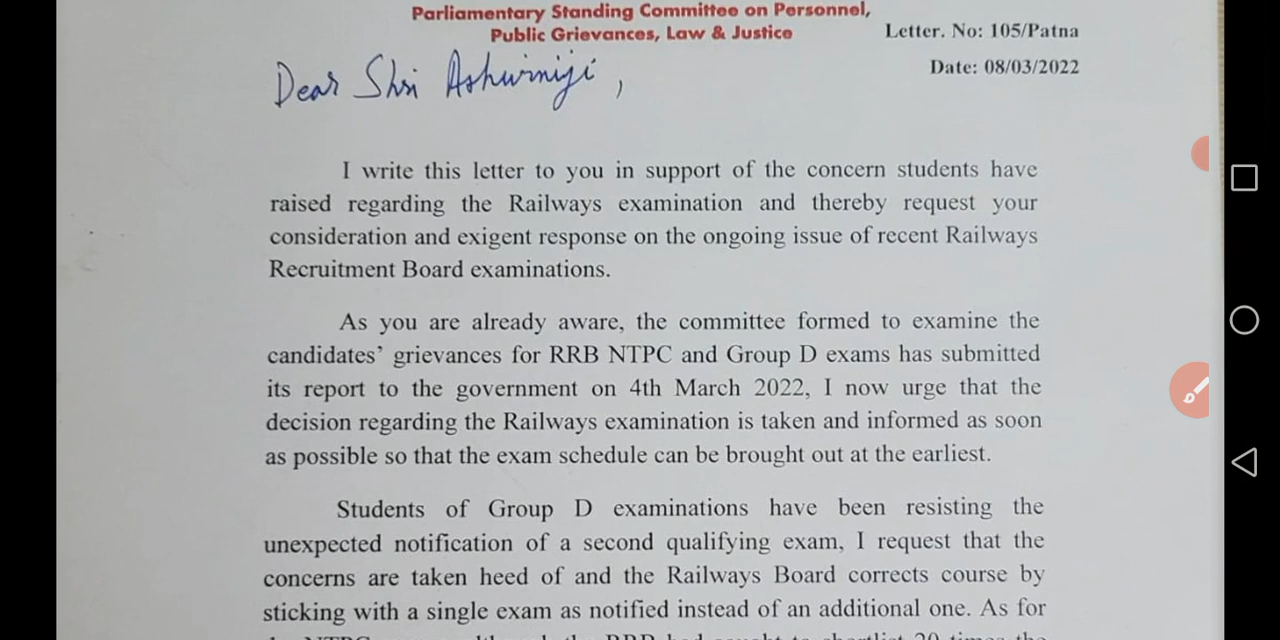 Parliamentary Standing Committee on Personnel,
Public Grievances, Law & Justice
Letter. No: 105/Patna
Date: 08/03/2022
Dear Shri Ashwiniji,
I write this letter to you in support of the concern students have
raised regarding the Railways examination and thereby request your
consideration and exigent response on the ongoing issue of recent Railways
Recruitment Board examinations.
As you are already aware, the committee formed to examine the
candidates’ grievances for RRB NTPC and Group D exams has submitted
its report to the government on 4th March 2022, I now urge that the
decision regarding the Railways examination is taken and informed as soon
as possible so that the exam schedule can be brought out at the earliest.
Students of Group D examinations have been resisting the
unexpected notification of a second qualifying exam, I request that the
concerns are taken heed of and the Railways Board corrects course by
sticking with a single exam as notified instead of an additional one. As for